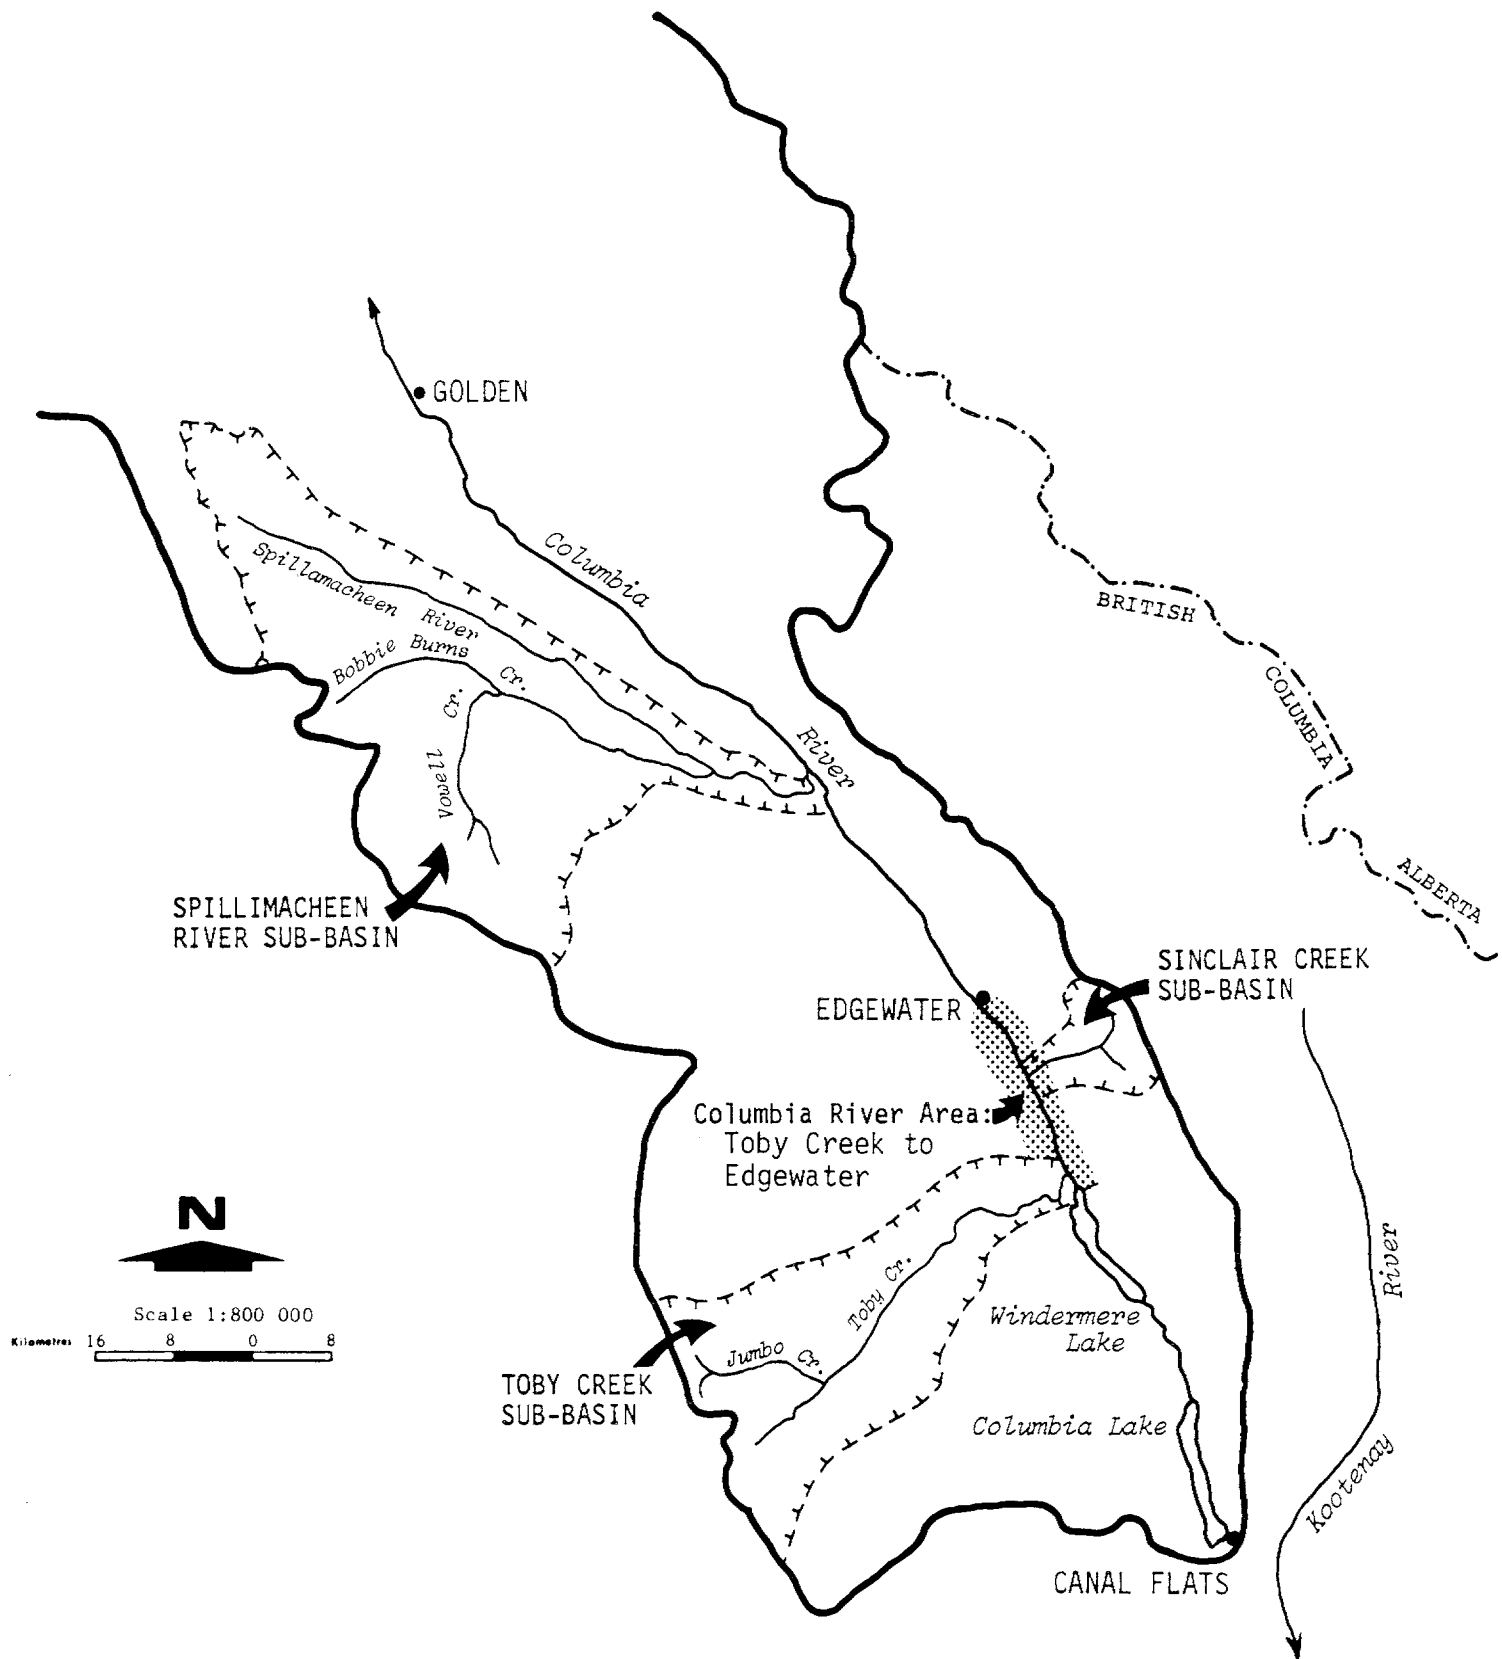 GOLDEN
Columbia
River
Spillamacheen River
Bobbie Burns Cr.
Vowell Cr.
BRITISH
COLUMBIA
ALBERTA
SPILLIMACHEEN
RIVER SUB-BASIN
SINCLAIR CREEK
SUB-BASIN
EDGEWATER
Columbia River Area:
Toby Creek to
Edgewater
N
Scale 1:800 000
Kilometres 16 8 0 8
Toby Cr.
Jumbo Cr.
TOBY CREEK
SUB-BASIN
Windermere
Lake
Columbia Lake
River
Kootenay
CANAL FLATS